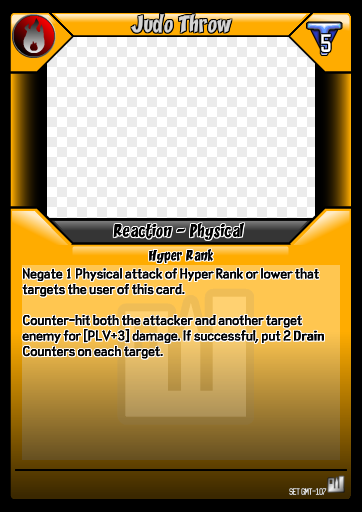 Judo Throw
5
Reaction - Physical
Hyper Rank
Negate 1 Physical attack of Hyper Rank or lower that
targets the user of this card.
Counter-hit both the attacker and another target
enemy for [PLV+3] damage. If successful, put 2 Drain
Counters on each target.
SET GMT-107